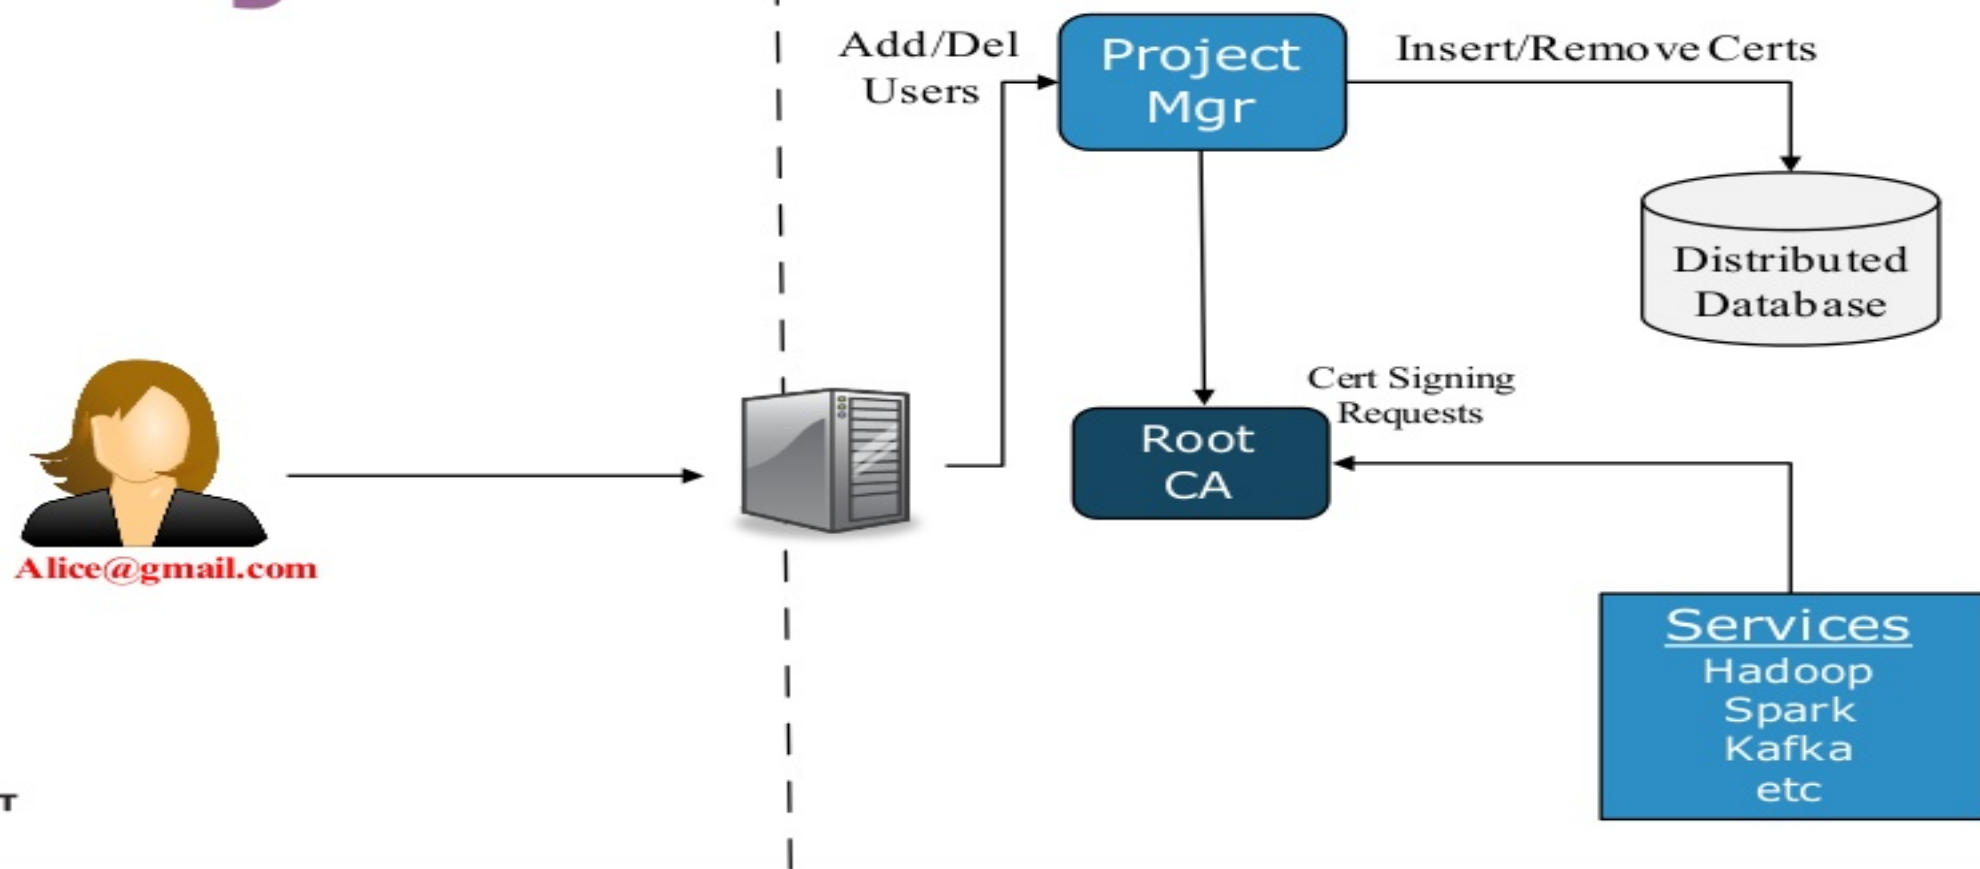 Add/Del
Users
Project
Mgr
Insert/Remove Certs
Distributed
Database
Cert Signing
Requests
Root
CA
Alice@gmail.com
Services
Hadoop
Spark
Kafka
etc
T